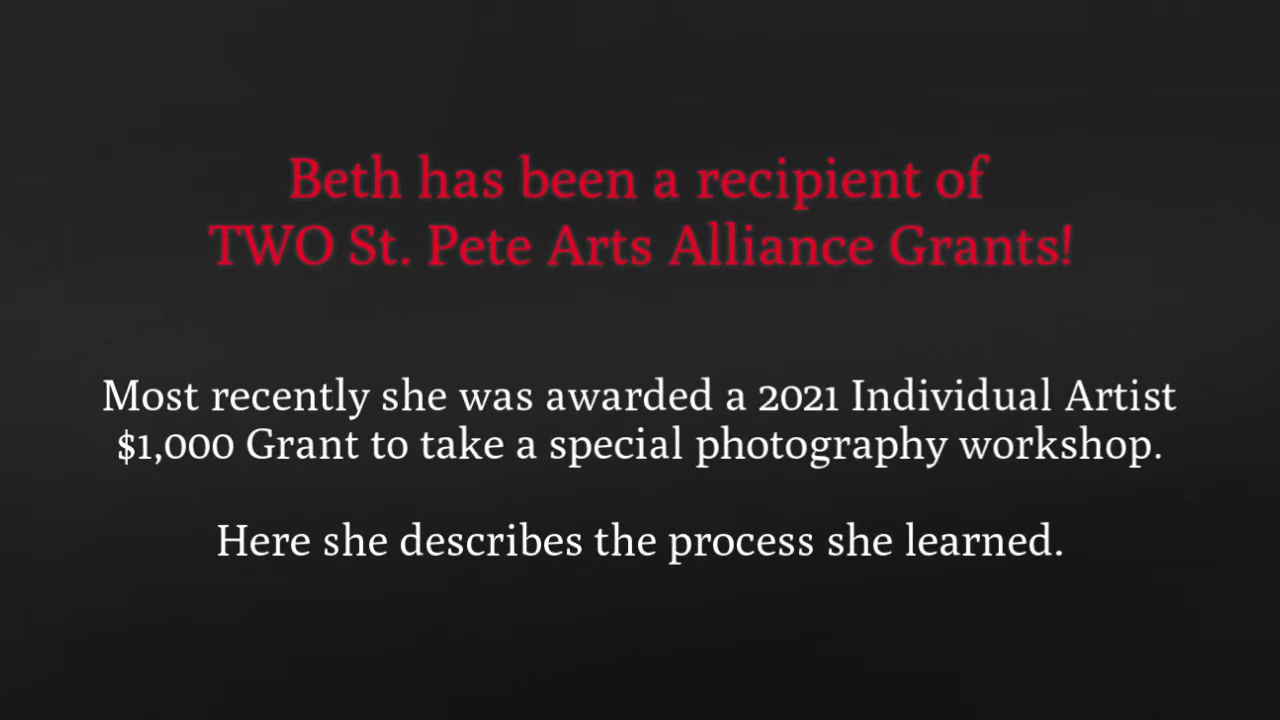 Beth has been a recipient of
TWO St. Pete Arts Alliance Grants!
Most recently she was awarded a 2021 Individual Artist
$1,000 Grant to take a special photography workshop.
Here she describes the process she learned.